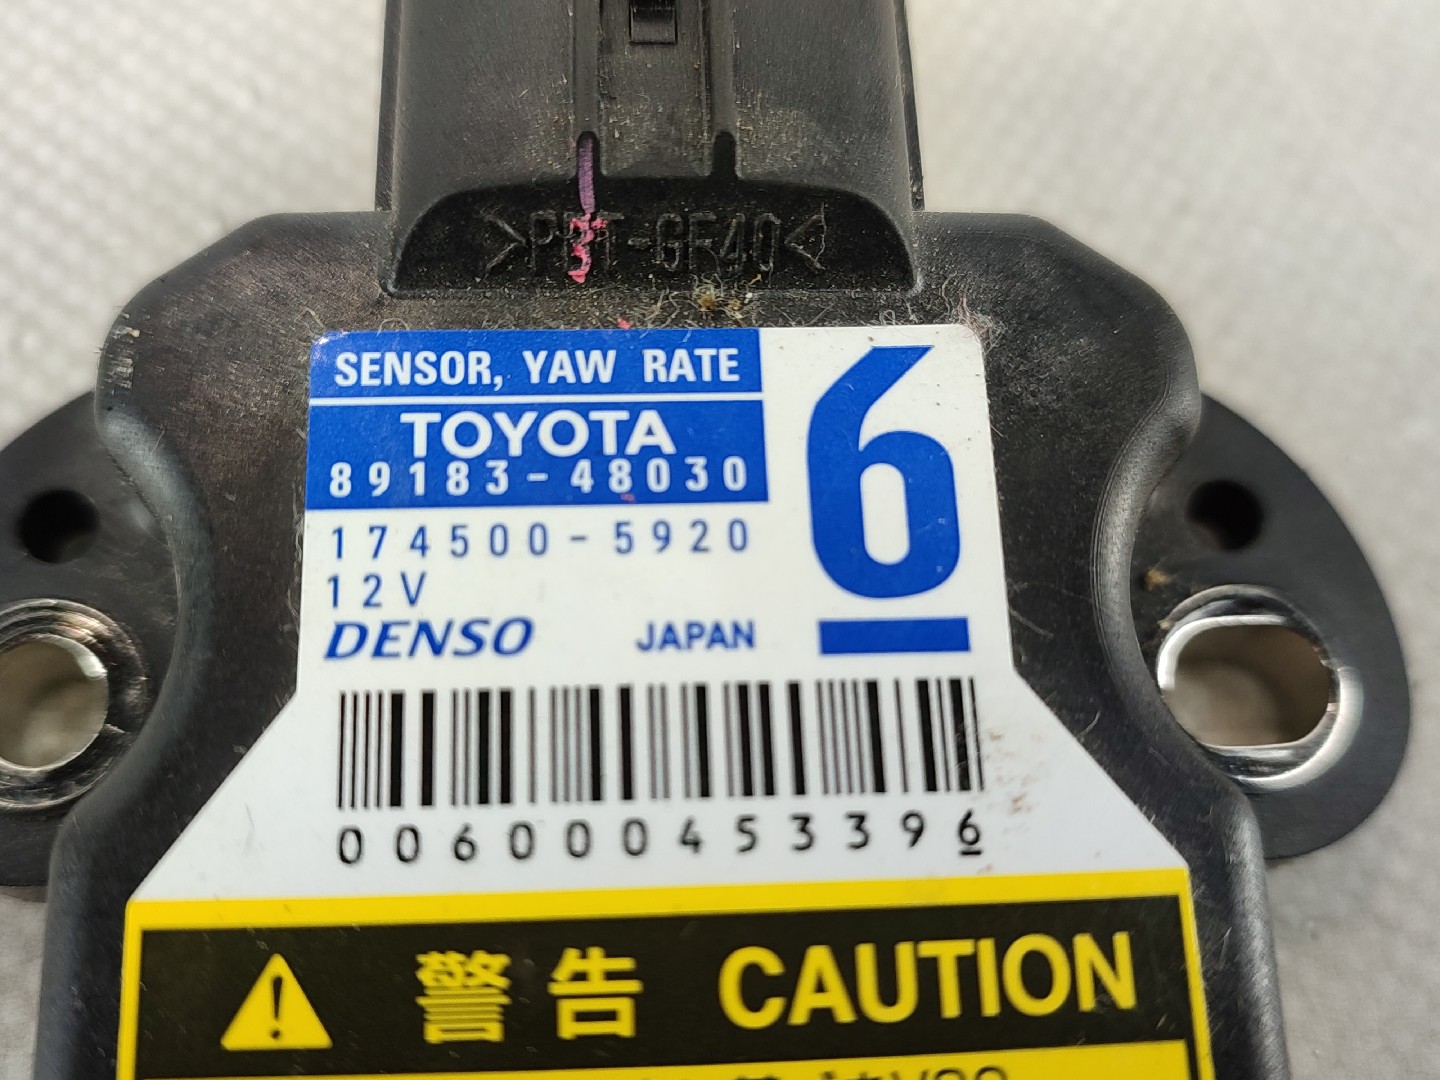 >PBT-GF40<
SENSOR, YAW RATE
TOYOTA
89183-48030
6
174500-5920
12V
DENSO JAPAN
006000453396
警告 CAUTION